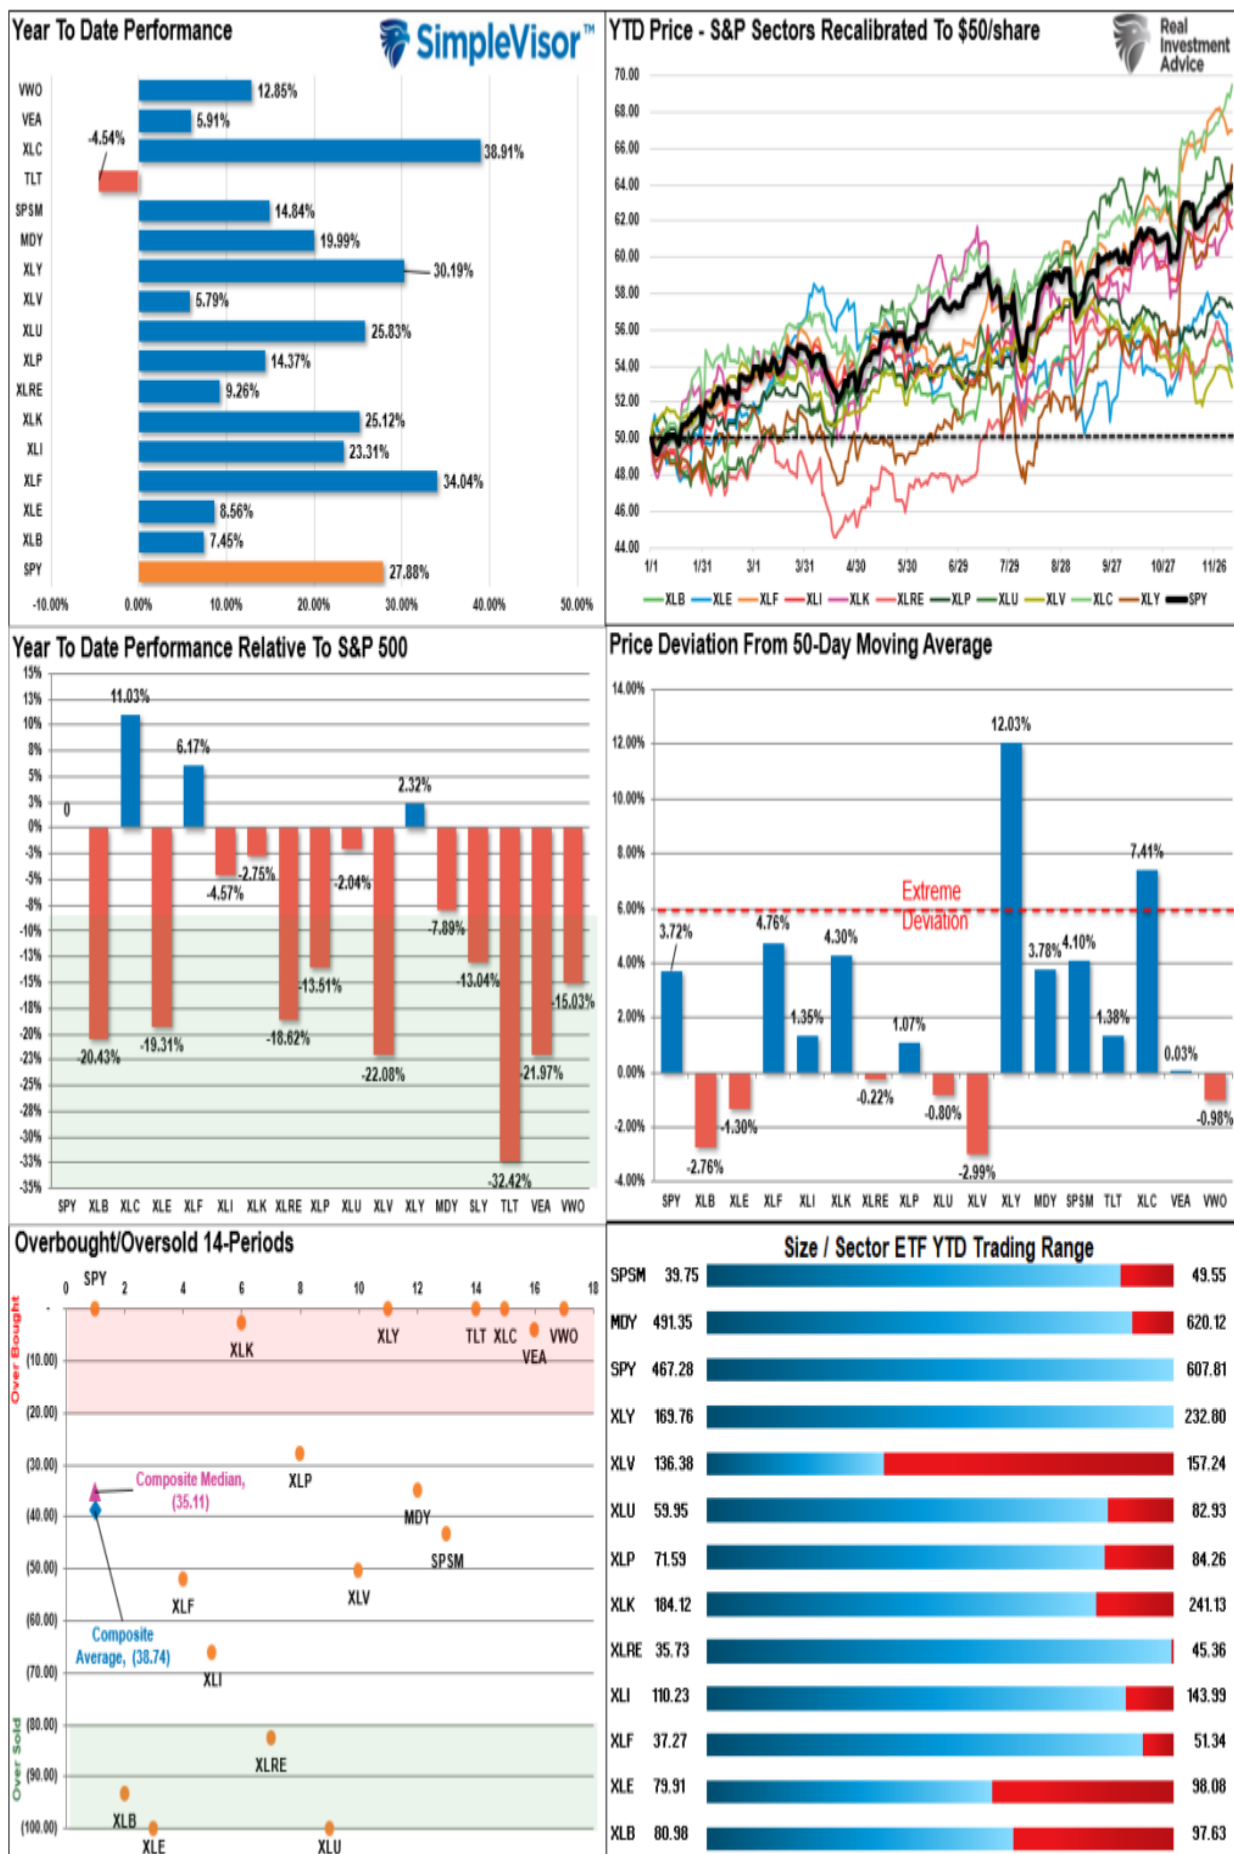 Year To Date Performance
SimpleVisor™
VWO 12.85%
VEA 5.91%
-4.54%
XLC 38.91%
TLT
SPSM 14.84%
MDY 19.99%
XLY 30.19%
XLV 5.79%
XLU 25.83%
XLP 14.37%
XLRE 9.26%
XLK 25.12%
XLI 23.31%
XLF 34.04%
XLE 8.56%
XLB 7.45%
SPY 27.88%
-10.00% 0.00% 10.00% 20.00% 30.00% 40.00% 50.00%
YTD Price - S&P Sectors Recalibrated To $50/share
Real
Investment
Advice
70.00
68.00
66.00
64.00
62.00
60.00
58.00
56.00
54.00
52.00
50.00
48.00
46.00
44.00
1/1 1/31 3/1 3/31 4/30 5/30 6/29 7/29 8/28 9/27 10/27 11/26
XLB XLE XLF XLI XLK XLRE XLP XLU XLV XLC XLY SPY
Year To Date Performance Relative To S&P 500
15%
13%
10%
8%
5%
3%
0%
-3%
-5%
-8%
-10%
-13%
-15%
-18%
-20%
-23%
-25%
-28%
-30%
-33%
-35%
0
-20.43%
11.03%
-19.31%
6.17%
-4.57%
-2.75%
-18.62%
-13.51%
-2.04%
-22.08%
2.32%
-7.89%
-13.04%
-32.42%
-21.97%
-15.03%
SPY XLB XLC XLE XLF XLI XLK XLRE XLP XLU XLV XLY MDY SLY TLT VEA VWO
Price Deviation From 50-Day Moving Average
14.00%
12.00%
10.00%
8.00%
6.00%
4.00%
2.00%
0.00%
-2.00%
-4.00%
Extreme
Deviation
3.72%
-2.76%
-1.30%
4.76%
1.35%
4.30%
-0.22%
1.07%
-0.80%
-2.99%
12.03%
3.78%
4.10%
1.38%
7.41%
0.03%
-0.98%
SPY XLB XLE XLF XLI XLK XLRE XLP XLU XLV XLY MDY SPSM TLT XLC VEA VWO
Overbought/Oversold 14-Periods
SPY
0 2 4 6 8 10 12 14 16 18
-
(10.00)
(20.00)
(30.00)
(40.00)
(50.00)
(60.00)
(70.00)
(80.00)
(90.00)
(100.00)
Over Bought
Over Sold
XLK
XLY
TLT
XLC
VEA
VWO
XLP
Composite Median,
(35.11)
MDY
SPSM
XLV
XLF
Composite
Average, (38.74)
XLI
XLRE
XLB
XLE
XLU
Size / Sector ETF YTD Trading Range
SPSM 39.75 49.55
MDY 491.35 620.12
SPY 467.28 607.81
XLY 169.76 232.80
XLV 136.38 157.24
XLU 59.95 82.93
XLP 71.59 84.26
XLK 184.12 241.13
XLRE 35.73 45.36
XLI 110.23 143.99
XLF 37.27 51.34
XLE 79.91 98.08
XLB 80.98 97.63